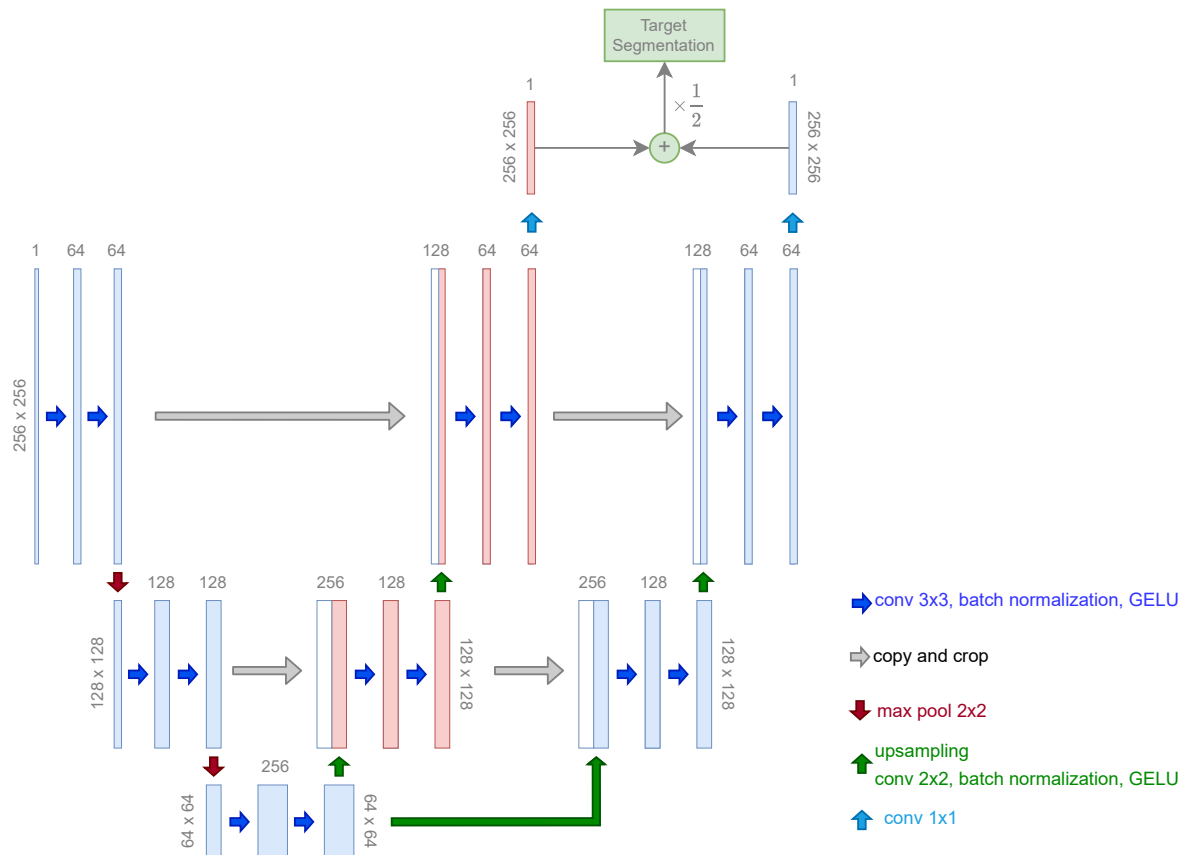 Target
Segmentation
× 1/2
+
1
256 x 256
1
256 x 256
1
64
64
128
64
64
128
64
64
256 x 256
128
128
256
128
256
128
128 x 128
128 x 128
128 x 128
256
64 x 64
64 x 64
conv 3x3, batch normalization, GELU
copy and crop
max pool 2x2
upsampling
conv 2x2, batch normalization, GELU
conv 1x1